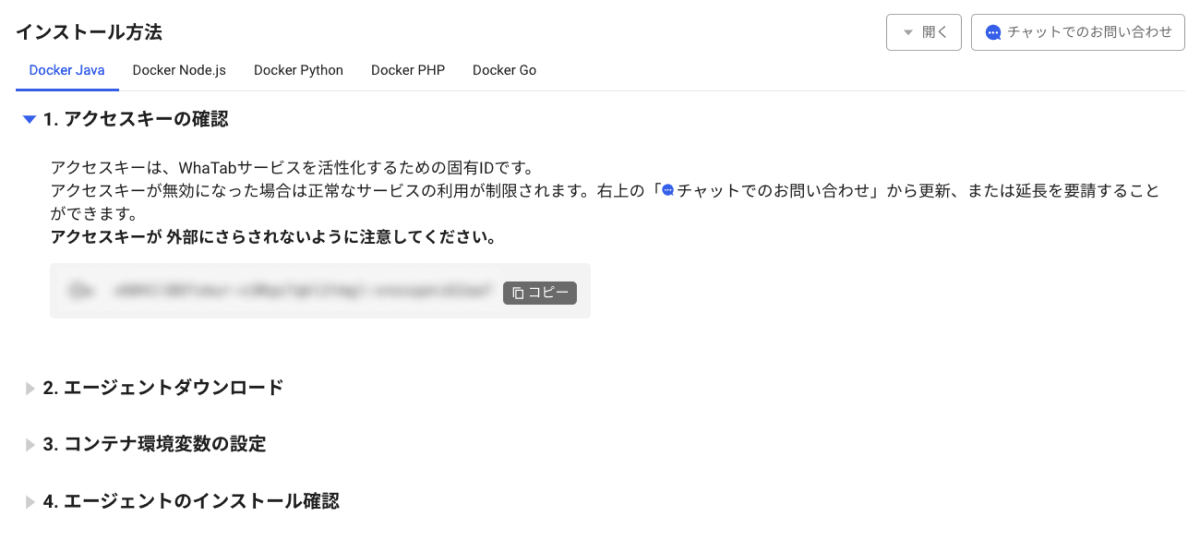 インストール方法
開く
チャットでのお問い合わせ
Docker Java
Docker Node.js
Docker Python
Docker PHP
Docker Go
1. アクセスキーの確認
アクセスキーは、WhaTabサービスを活性化するための固有IDです。
アクセスキーが無効になった場合は正常なサービスの利用が制限されます。右上の「チャットでのお問い合わせ」から更新、または延長を要請すること
ができます。
アクセスキーが 外部にさらされないように注意してください。
コピー
2. エージェントダウンロード
3. コンテナ環境変数の設定
4. エージェントのインストール確認